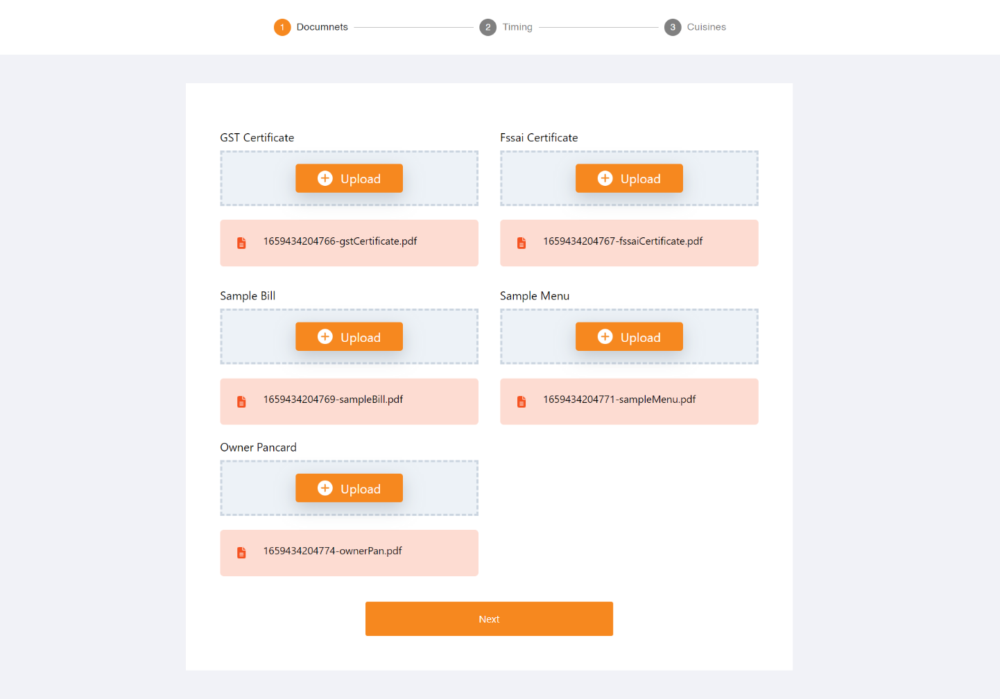 1 Documnets 2 Timing 3 Cuisines
GST Certificate
Upload
1659434204766-gstCertificate.pdf
Fssai Certificate
Upload
1659434204767-fssaiCertificate.pdf
Sample Bill
Upload
1659434204769-sampleBill.pdf
Sample Menu
Upload
1659434204771-sampleMenu.pdf
Owner Pancard
Upload
1659434204774-ownerPan.pdf
Next